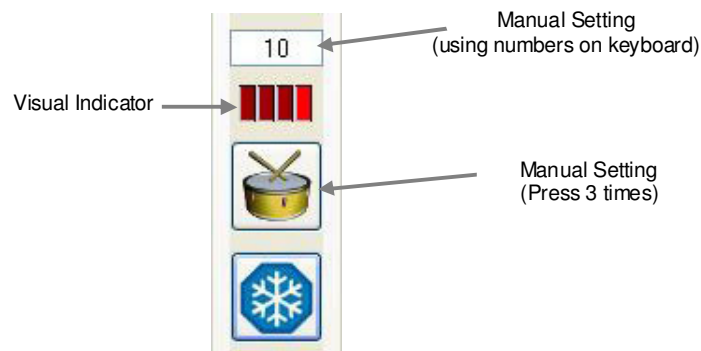 Manual Setting
(using numbers on keyboard)
10
Visual Indicator
Manual Setting
(Press 3 times)